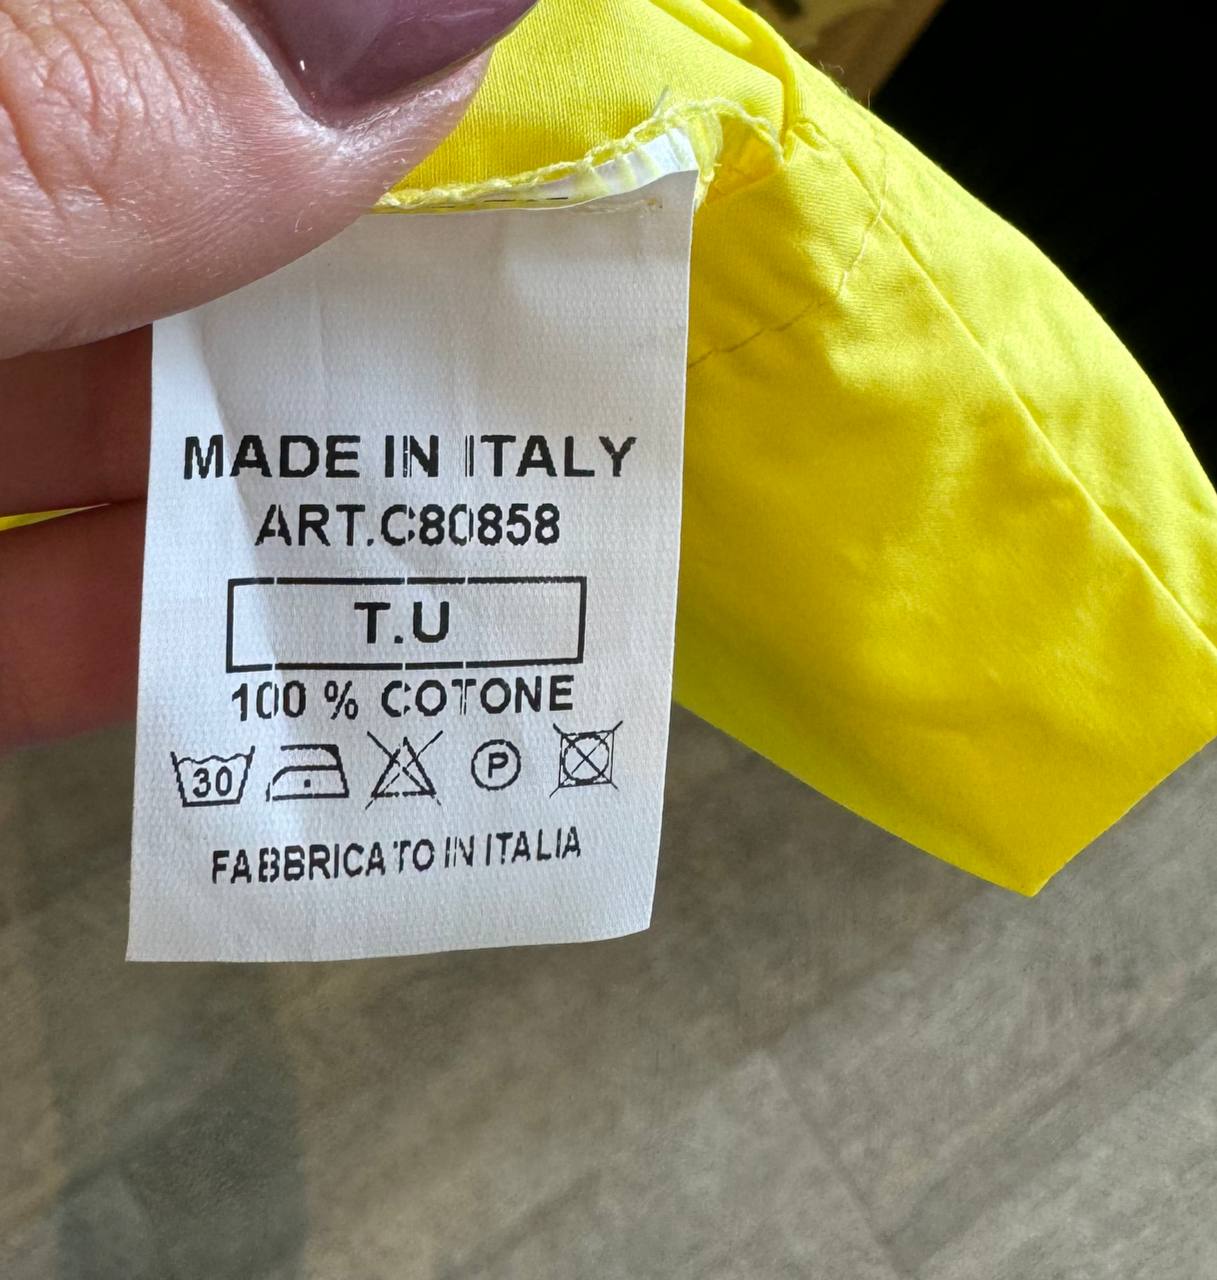 MADE IN ITALY
ART.C80858
T.U
100 % COTONE
30 P
FABBRICATO IN ITALIA